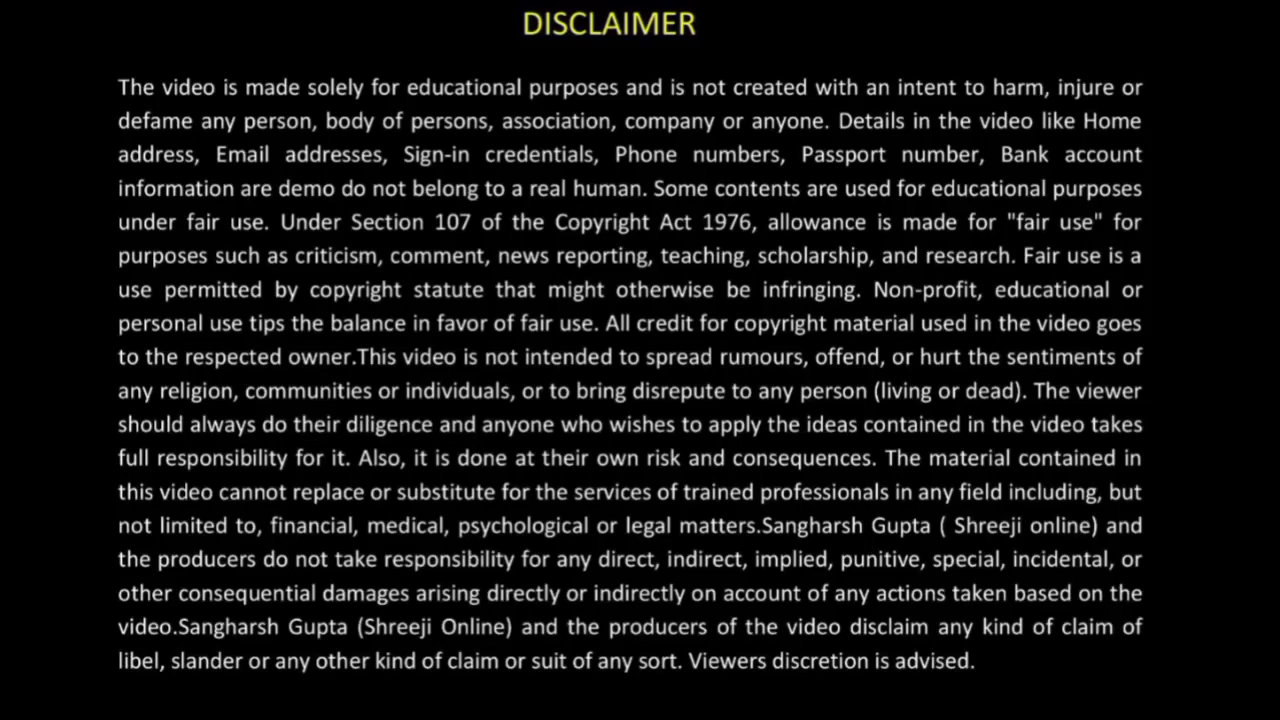 DISCLAIMER
The video is made solely for educational purposes and is not created with an intent to harm, injure or
defame any person, body of persons, association, company or anyone. Details in the video like Home
address, Email addresses, Sign-in credentials, Phone numbers, Passport number, Bank account
information are demo do not belong to a real human. Some contents are used for educational purposes
under fair use. Under Section 107 of the Copyright Act 1976, allowance is made for "fair use" for
purposes such as criticism, comment, news reporting, teaching, scholarship, and research. Fair use is a
use permitted by copyright statute that might otherwise be infringing. Non-profit, educational or
personal use tips the balance in favor of fair use. All credit for copyright material used in the video goes
to the respected owner.This video is not intended to spread rumours, offend, or hurt the sentiments of
any religion, communities or individuals, or to bring disrepute to any person (living or dead). The viewer
should always do their diligence and anyone who wishes to apply the ideas contained in the video takes
full responsibility for it. Also, it is done at their own risk and consequences. The material contained in
this video cannot replace or substitute for the services of trained professionals in any field including, but
not limited to, financial, medical, psychological or legal matters.Sangharsh Gupta ( Shreeji online) and
the producers do not take responsibility for any direct, indirect, implied, punitive, special, incidental, or
other consequential damages arising directly or indirectly on account of any actions taken based on the
video.Sangharsh Gupta (Shreeji Online) and the producers of the video disclaim any kind of claim of
libel, slander or any other kind of claim or suit of any sort. Viewers discretion is advised.